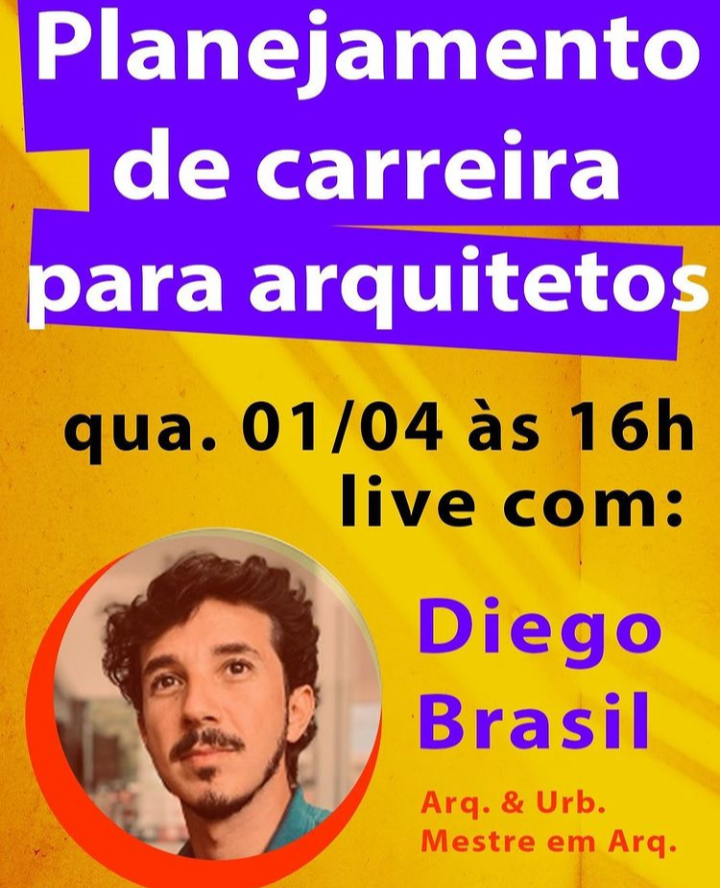 Planejamento
de carreira
para arquitetos
qua. 01/04 às 16h
live com:
Diego
Brasil
Arq. & Urb.
Mestre em Arq.